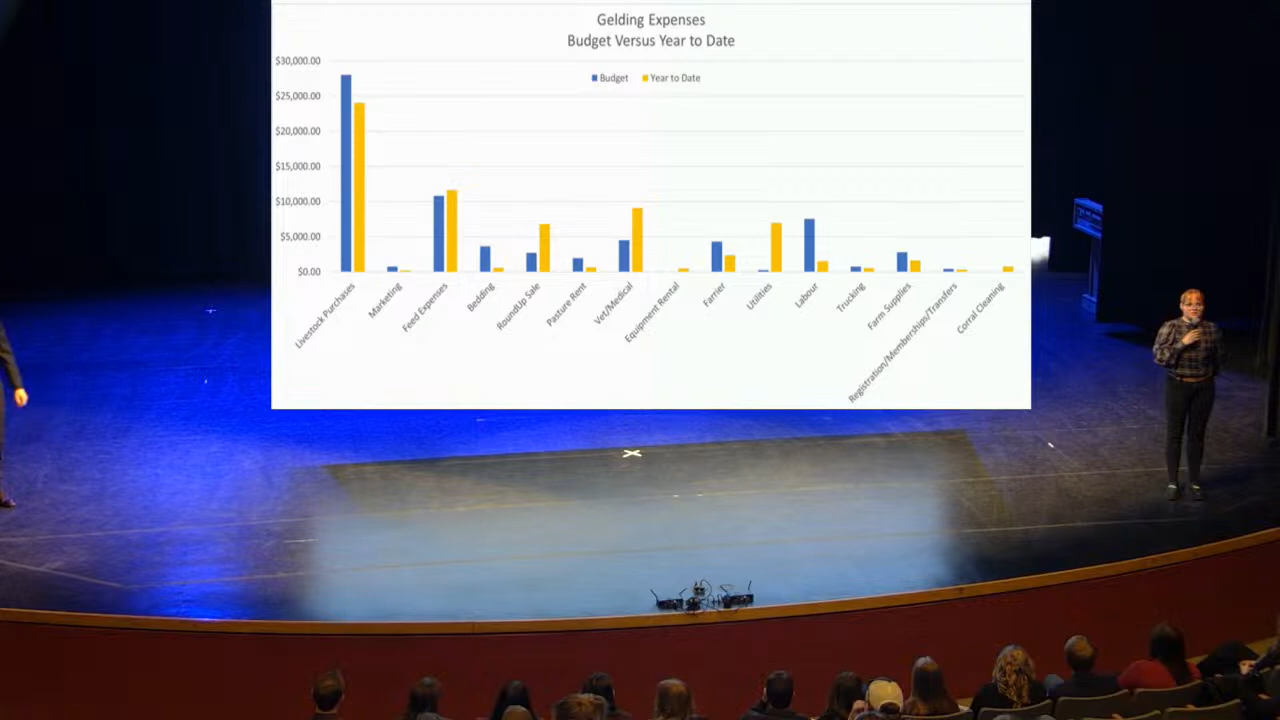 Gelding Expenses
Budget Versus Year to Date
Budget Year to Date
$30,000.00
$25,000.00
$20,000.00
$15,000.00
$10,000.00
$5,000.00
$0.00
Livestock Purchases
Marketing
Feed Expenses
Bedding
RoundUp Sale
Pasture Rent
Vet/Medical
Equipment Rental
Farrier
Utilities
Labour
Trucking
Farm Supplies
Registration/Memberships/Transfers
Corral Cleaning